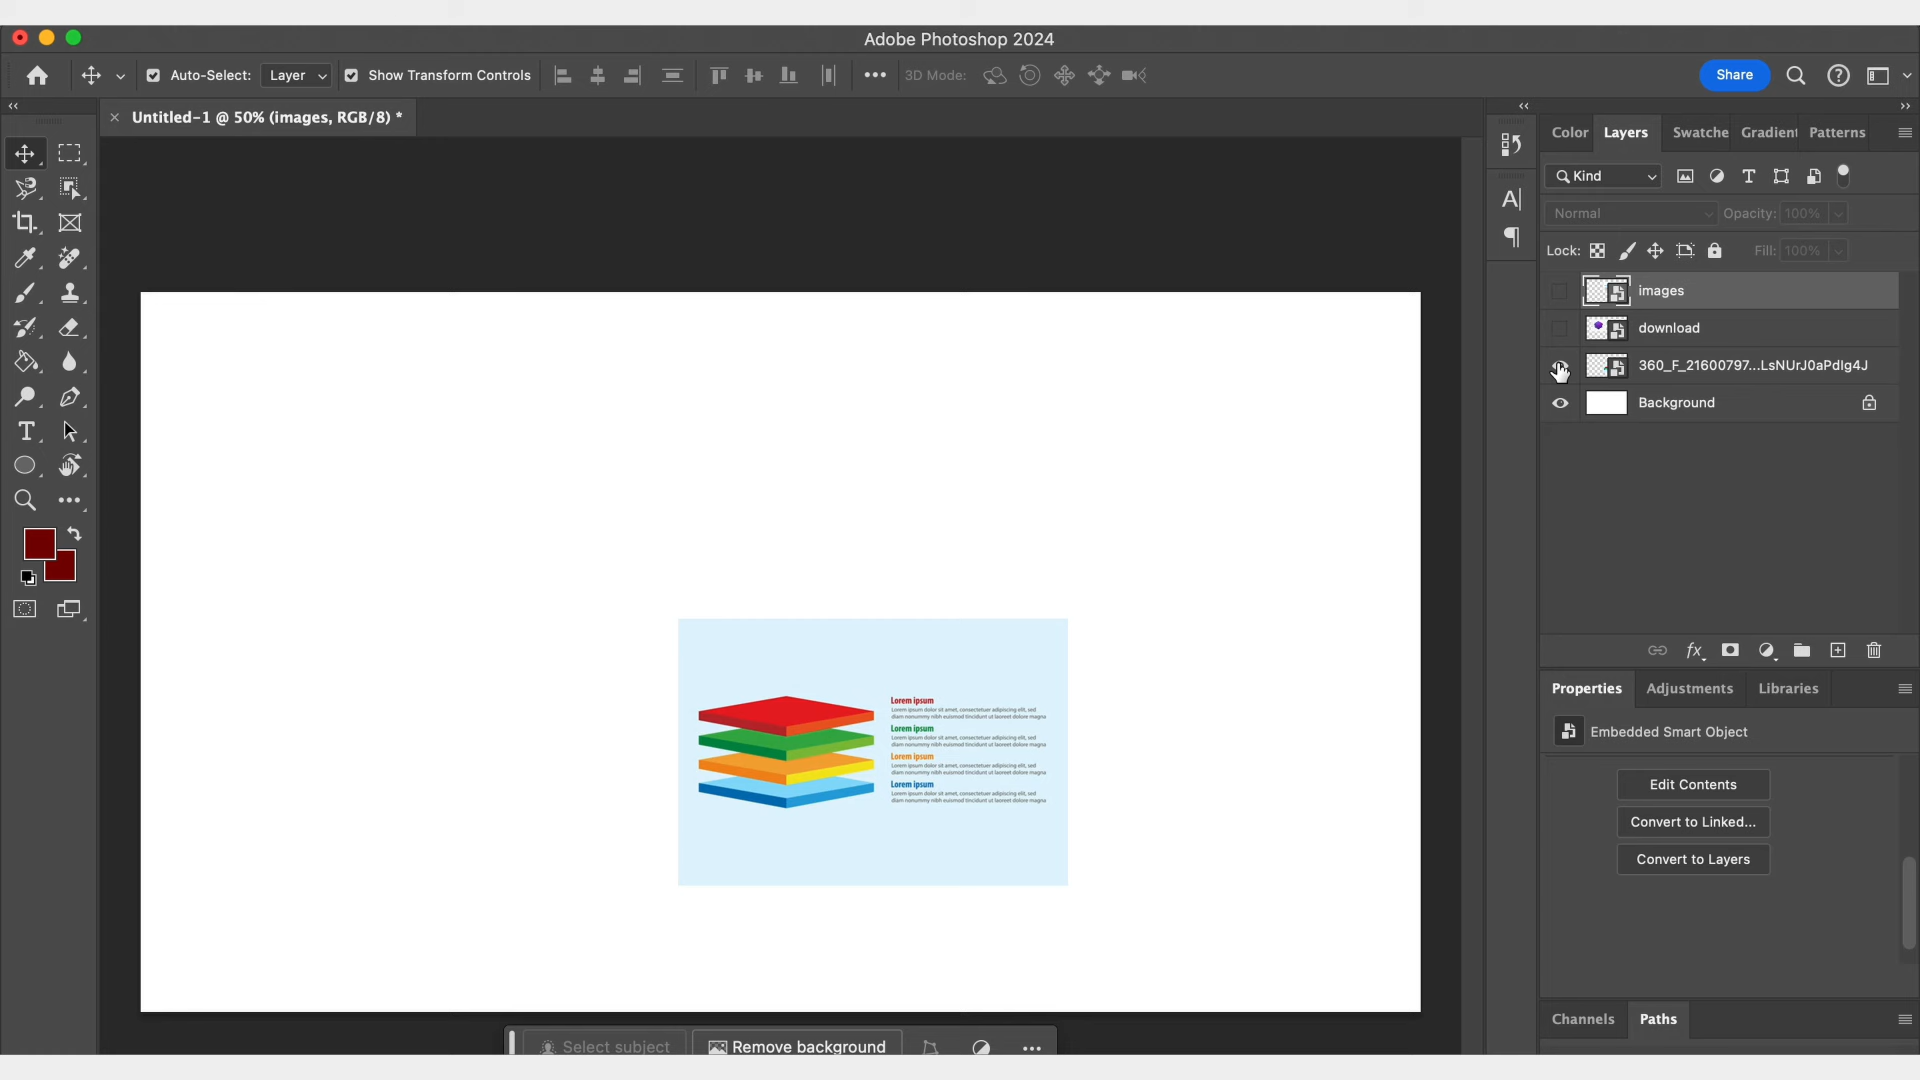 Adobe Photoshop 2024
Auto-Select: Layer Show Transform Controls 3D Mode: Share
Untitled-1 @ 50% (images, RGB/8) *
Color Layers Swatche Gradient Patterns
Kind
Normal Opacity: 100%
Lock: Fill: 100%
images
download
360_F_21600797...LsNUrJ0aPdIg4J
Background
Lorem ipsum
Lorem ipsum dolor sit amet, consectetuer adipiscing elit, sed
diam nonummy nibh euismod tincidunt ut laoreet dolore magna
Lorem ipsum
Lorem ipsum dolor sit amet, consectetuer adipiscing elit, sed
diam nonummy nibh euismod tincidunt ut laoreet dolore magna
Lorem ipsum
Lorem ipsum dolor sit amet, consectetuer adipiscing elit, sed
diam nonummy nibh euismod tincidunt ut laoreet dolore magna
Lorem ipsum
Lorem ipsum dolor sit amet, consectetuer adipiscing elit, sed
diam nonummy nibh euismod tincidunt ut laoreet dolore magna
Properties Adjustments Libraries
Embedded Smart Object
Edit Contents
Convert to Linked...
Convert to Layers
Channels Paths
Select subject Remove background